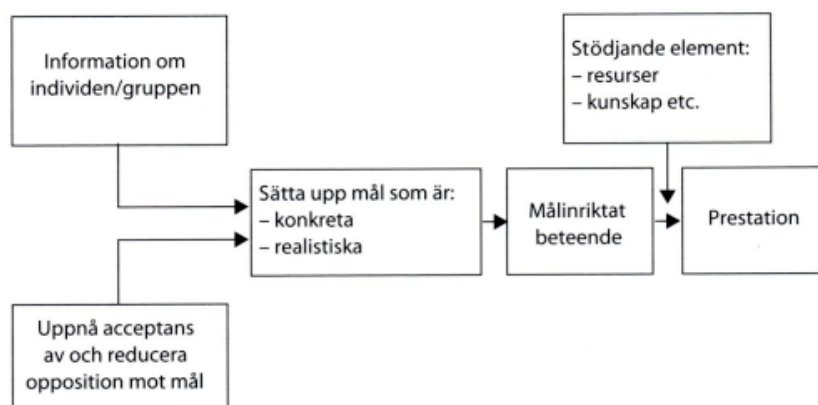 Information om
individen/gruppen
Stödjande element:
– resurser
– kunskap etc.
Sätta upp mål som är:
– konkreta
– realistiska
Målinriktat
beteende
Prestation
Uppnå acceptans
av och reducera
opposition mot mål